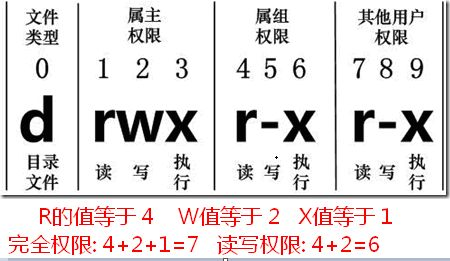 文件 属主 属组 其他用户
类型 权限 权限 权限
0 1 2 3 4 5 6 7 8 9
d rwx r-x r-x
目录 读 写 执 读 写 执 读 写 执
文件 行 行 行
R的值等于 4 W值等于 2 X值等于 1
完全权限: 4+2+1=7 读写权限: 4+2=6